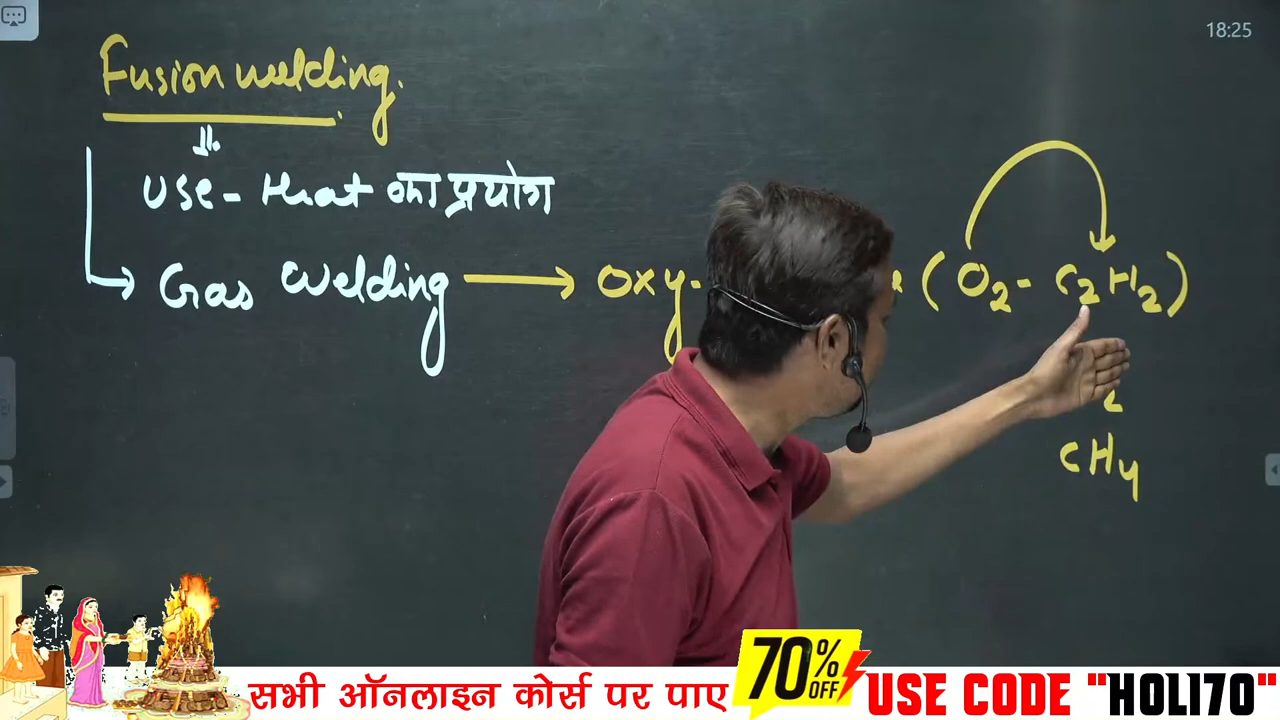 18:25
Fusion welding.
Use - Heat का प्रयोग
Gas Welding → Oxy- (O2 - C2H2)
2
CH4
सभी ऑनलाइन कोर्स पर पाए 70% OFF USE CODE "HOLI70"